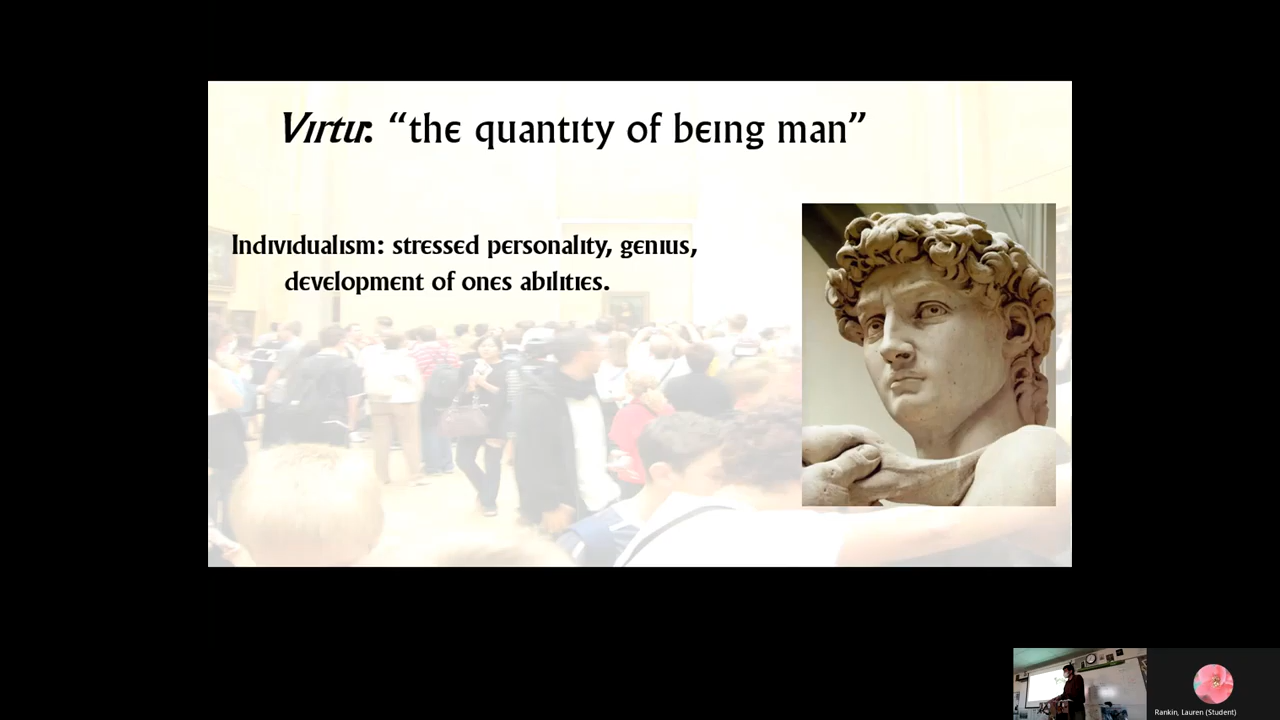 Virtu: “the quantity of being man”
Individualism: stressed personality, genius,
development of ones abilities.
Rankin, Lauren (Student)